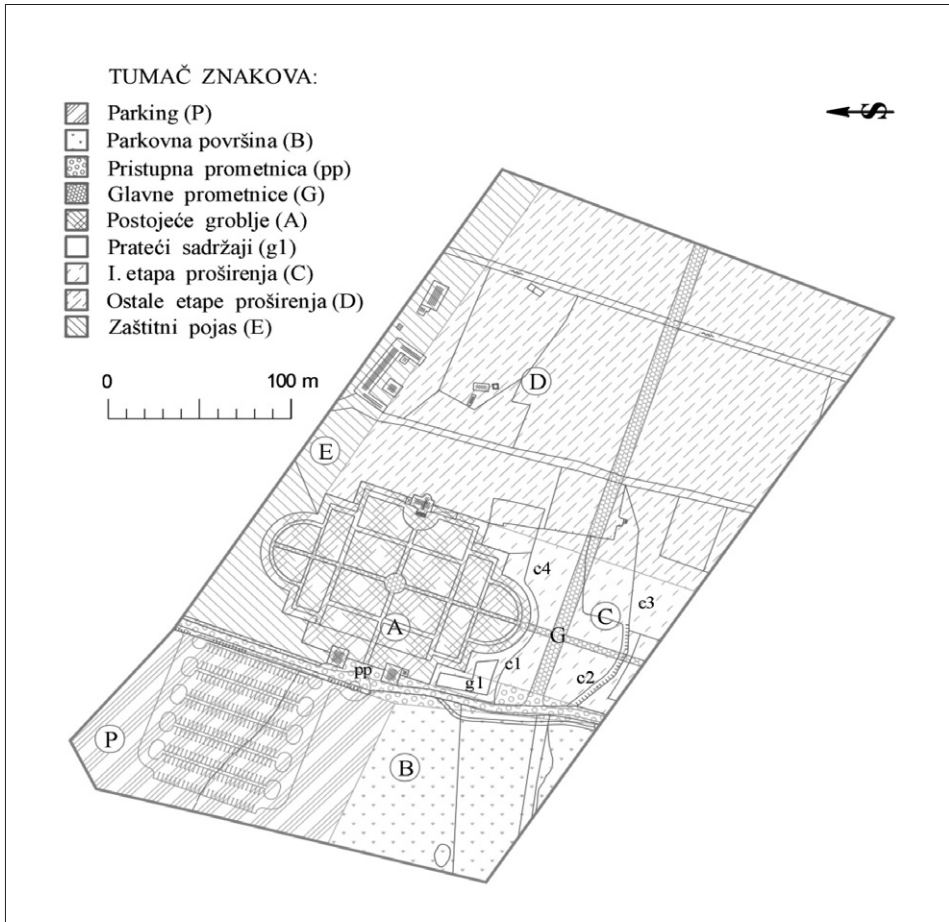 TUMAČ ZNAKOVA:
Parking (P)
Parkovna površina (B)
Pristupna prometnica (pp)
Glavne prometnice (G)
Postojeće groblje (A)
Prateći sadržaji (g1)
I. etapa proširenja (C)
Ostale etape proširenja (D)
Zaštitni pojas (E)
0 100 m
S
D
E
c4
c3
C
A
G
c1
pp
g1
c2
P
B